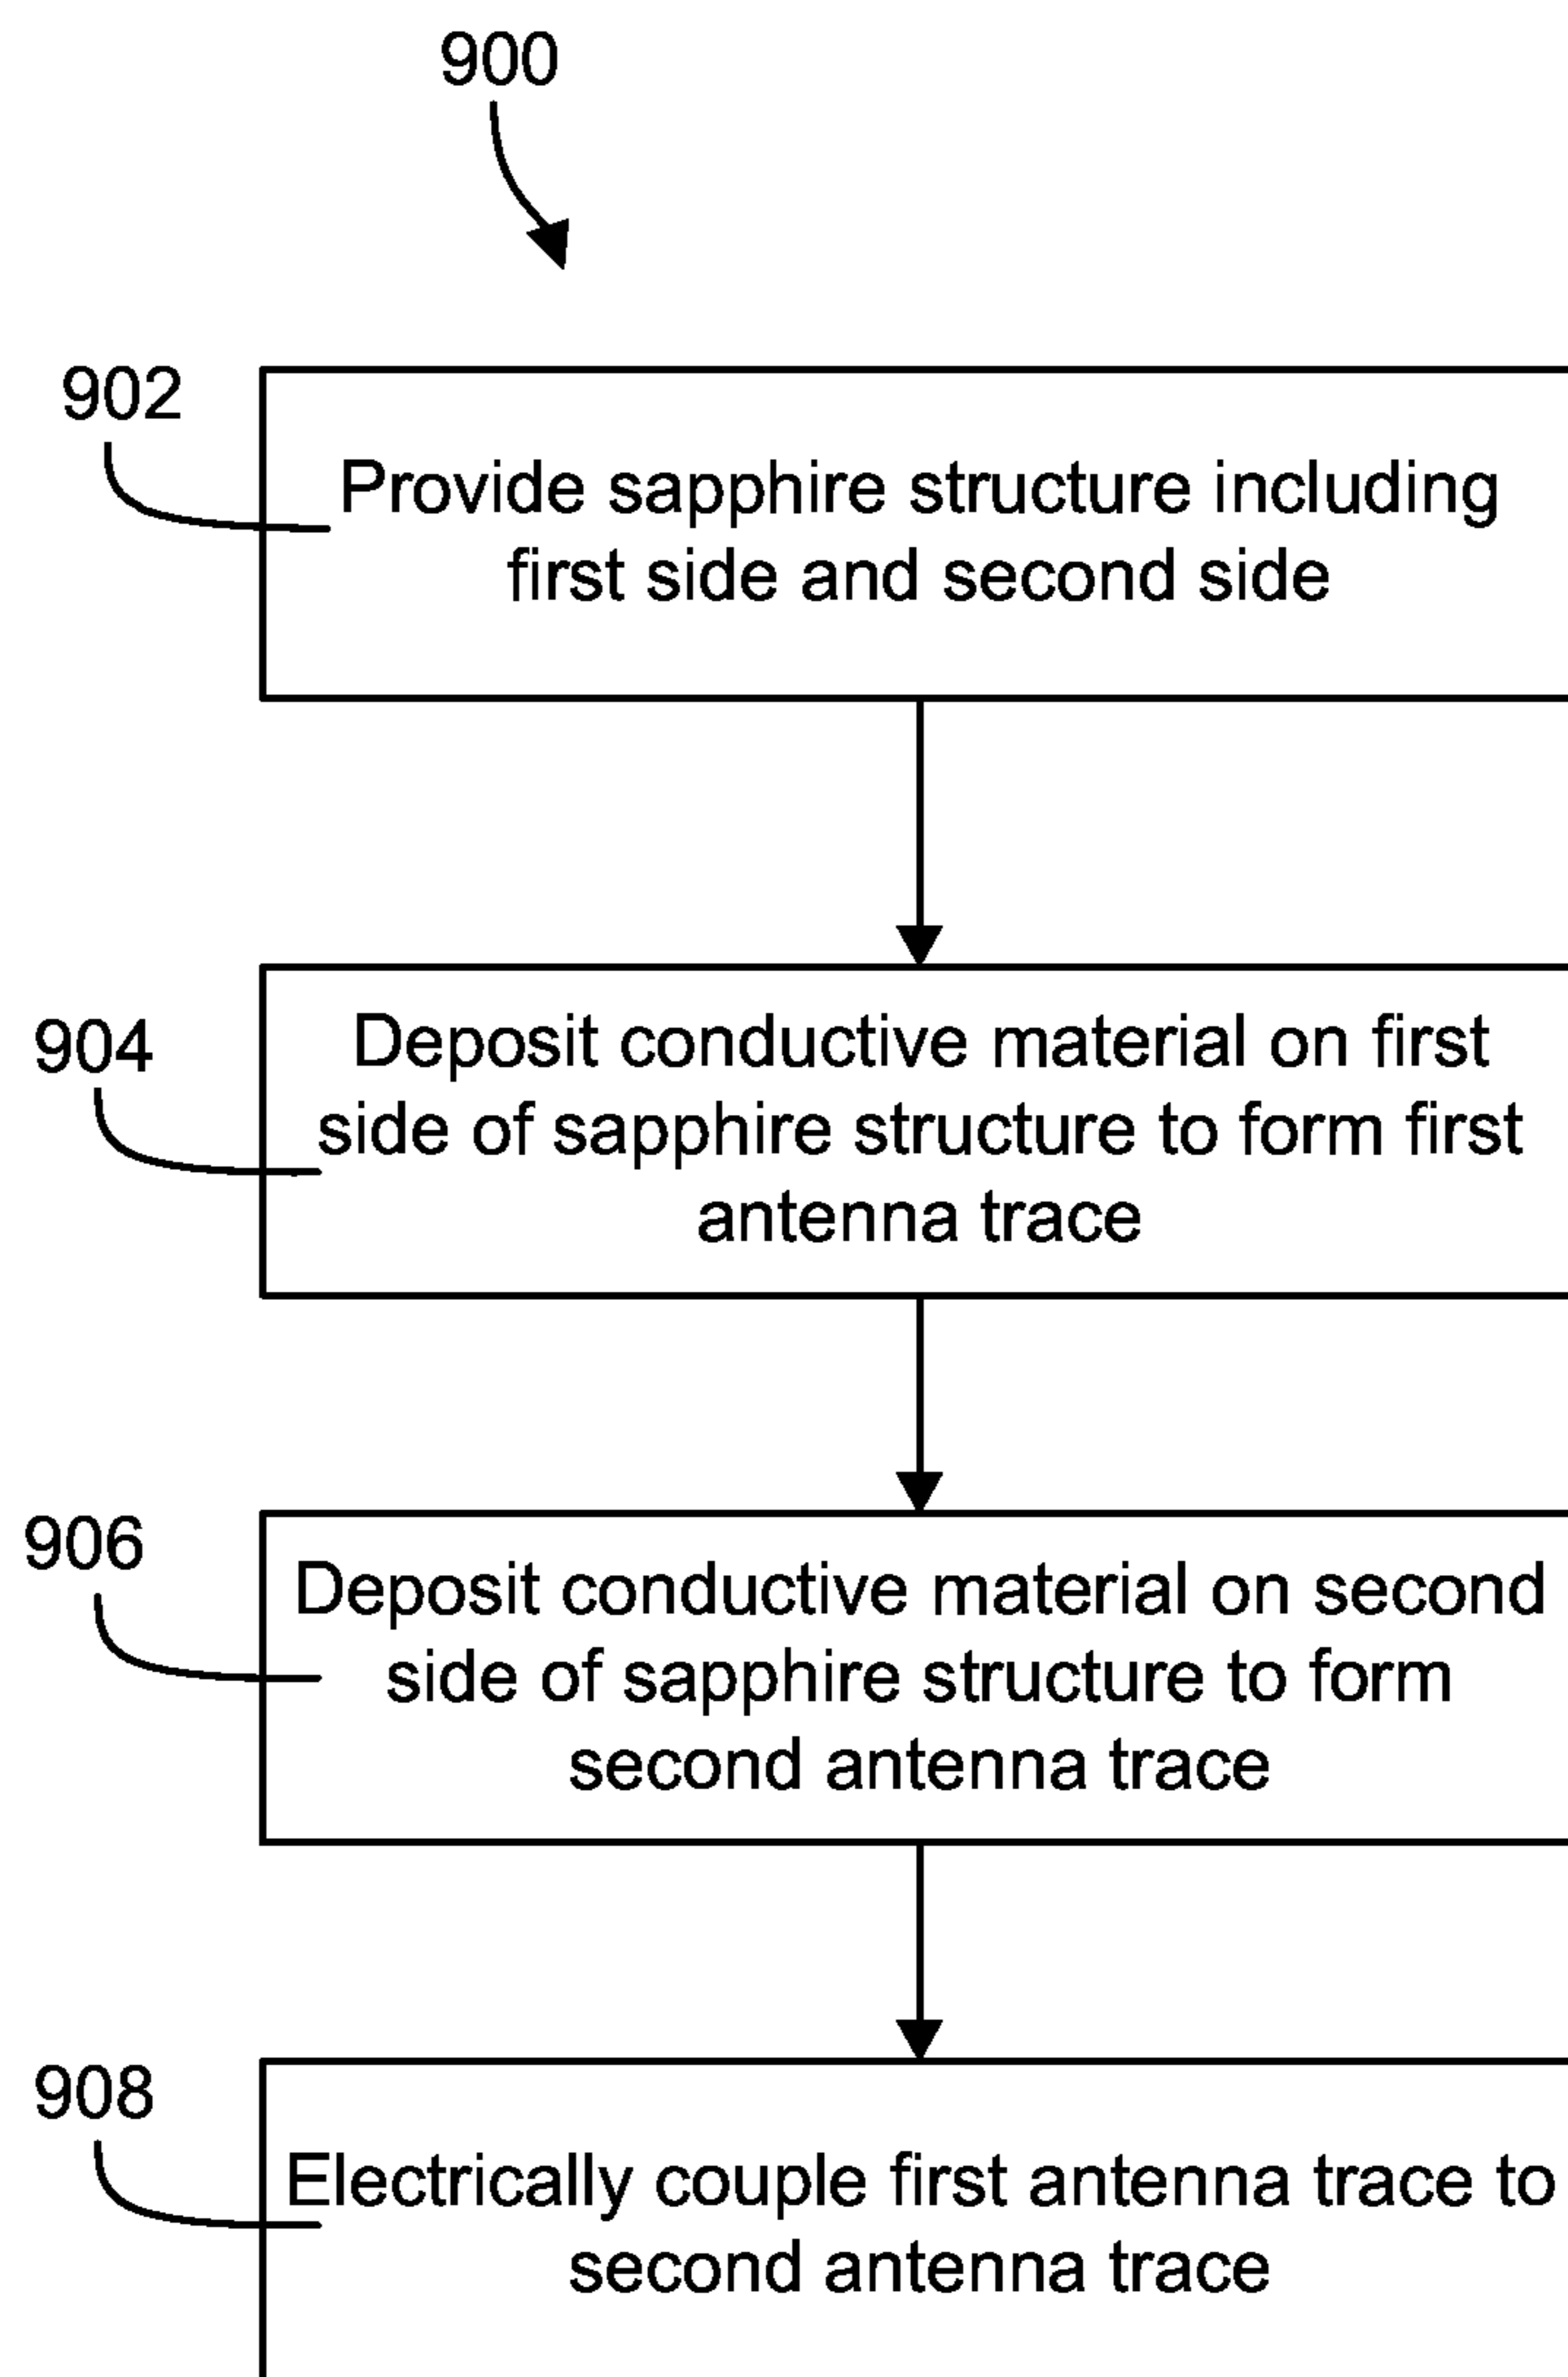 900
902
Provide sapphire structure including
first side and second side
904
Deposit conductive material on first
side of sapphire structure to form first
antenna trace
906
Deposit conductive material on second
side of sapphire structure to form
second antenna trace
908
Electrically couple first antenna trace to
second antenna trace